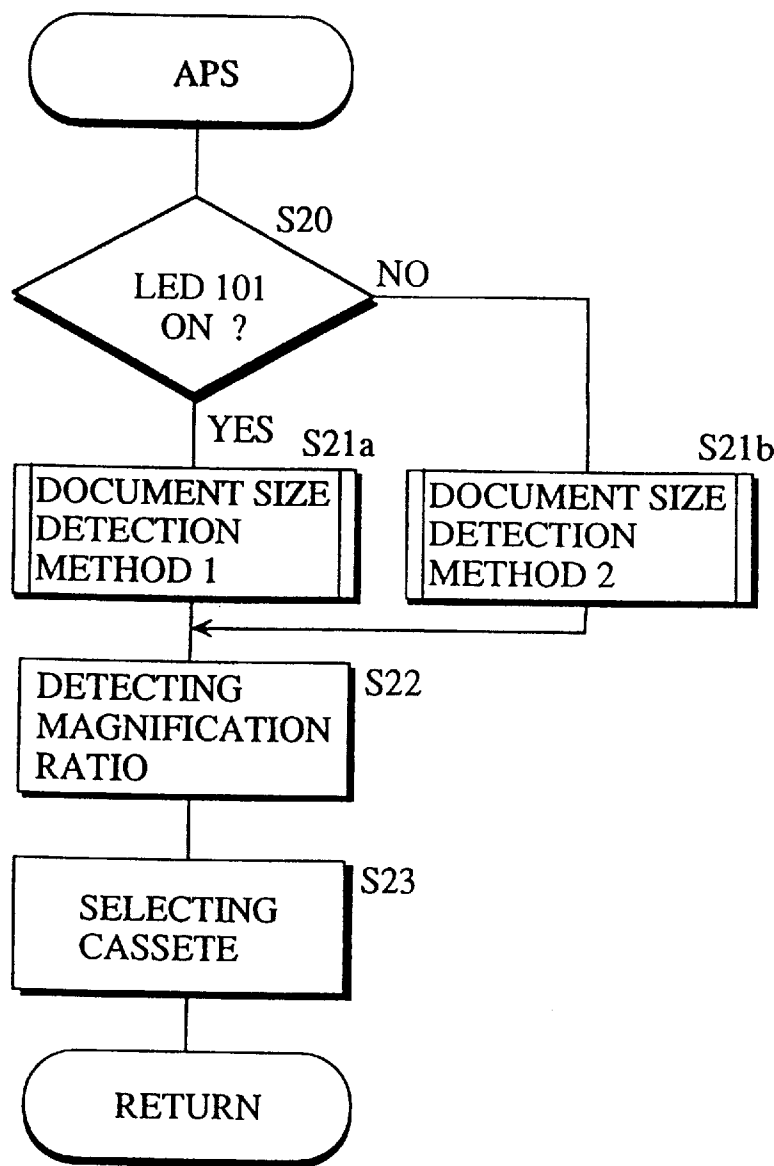 APS
S20
LED 101
ON ?
NO
YES
S21a
DOCUMENT SIZE
DETECTION
METHOD 1
S21b
DOCUMENT SIZE
DETECTION
METHOD 2
S22
DETECTING
MAGNIFICATION
RATIO
S23
SELECTING
CASSETE
RETURN